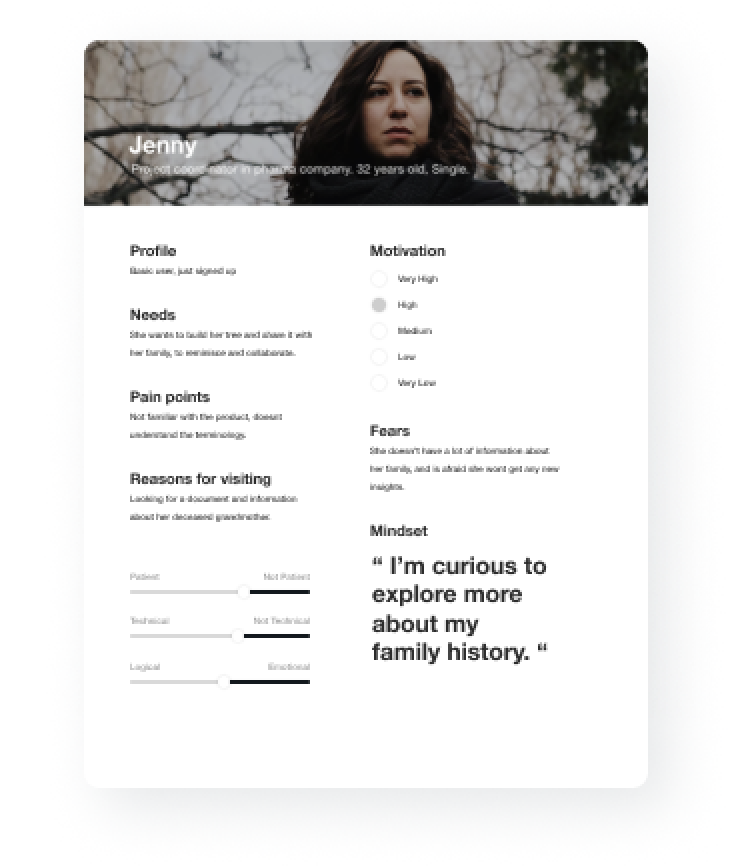 Jenny
Project coordinator in pharma company. 32 years old. Single.
Profile
Basic user, just signed up
Needs
She wants to build her tree and share it with
her family, to reminisce and collaborate.
Pain points
Not familiar with the product, doesnt
understand the terminology.
Reasons for visiting
Looking for a document and information
about her deceased grandmother.
Patient Not Patient
Technical Not Technical
Logical Emotional
Motivation
Very High
High
Medium
Low
Very Low
Fears
She doesn't have a lot of information about
her family, and is afraid she wont get any new
insights.
Mindset
“ I’m curious to
explore more
about my
family history. “